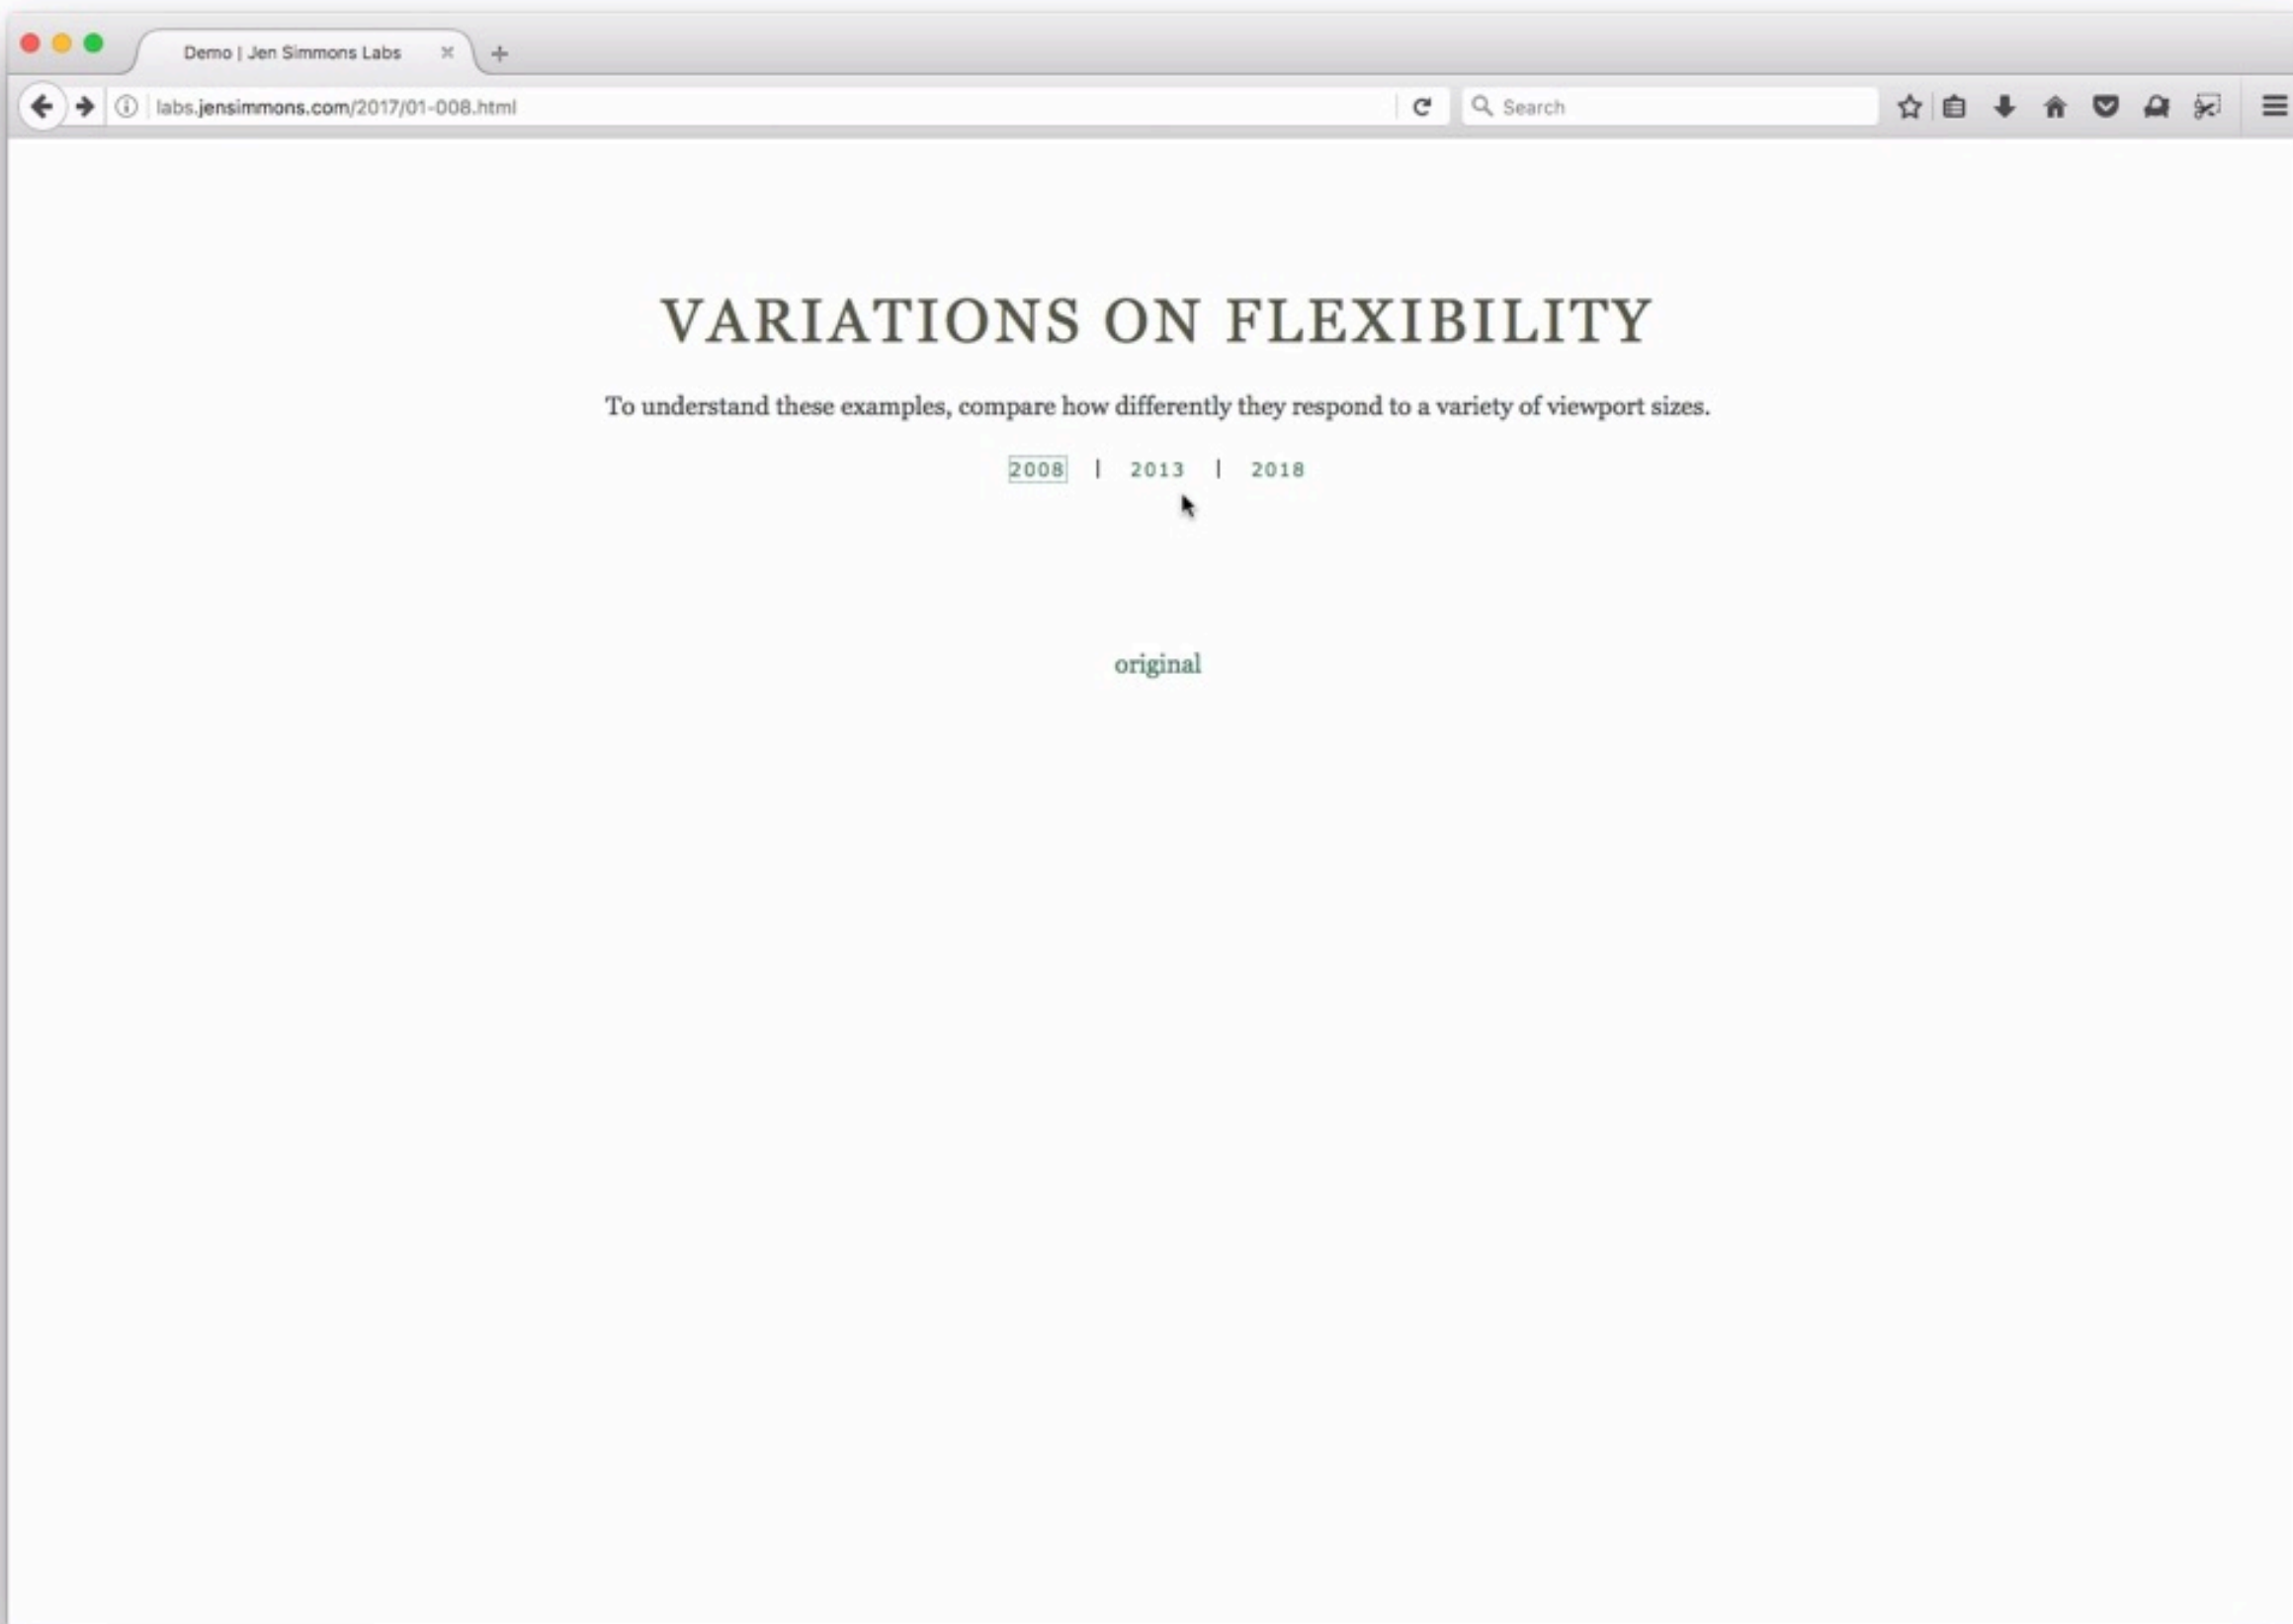 Demo | Jen Simmons Labs
labs.jensimmons.com/2017/01-008.html
Search
VARIATIONS ON FLEXIBILITY
To understand these examples, compare how differently they respond to a variety of viewport sizes.
2008 | 2013 | 2018
original